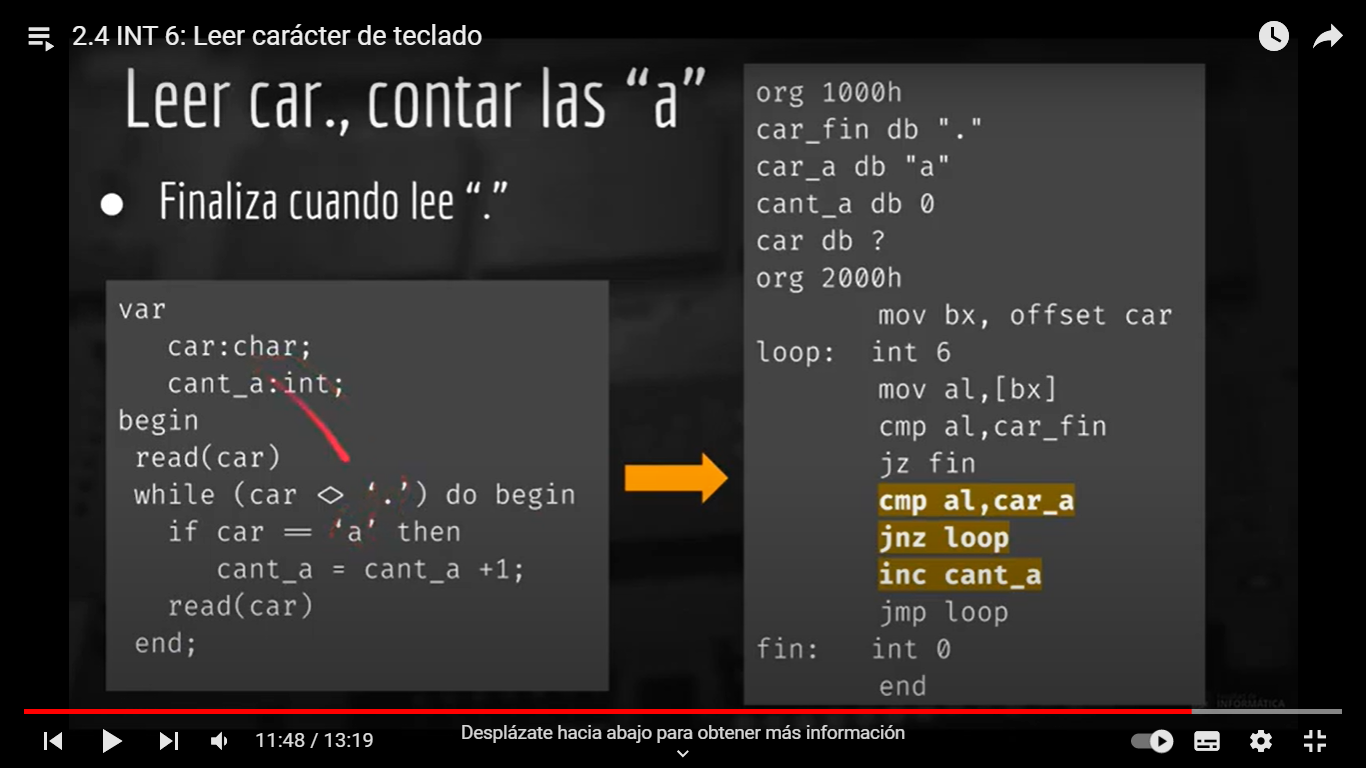 2.4 INT 6: Leer carácter de teclado
Leer car., contar las “a”
● Finaliza cuando lee “.”
var
car:char;
cant_a:int;
begin
read(car)
while (car <> ‘.’) do begin
if car == ‘a’ then
cant_a = cant_a +1;
read(car)
end;
org 1000h
car_fin db "."
car_a db "a"
cant_a db 0
car db ?
org 2000h
mov bx, offset car
loop: int 6
mov al,[bx]
cmp al,car_fin
jz fin
cmp al,car_a
jnz loop
inc cant_a
jmp loop
fin: int 0
end
INFORMÁTICA
11:48 / 13:19
Desplázate hacia abajo para obtener más información